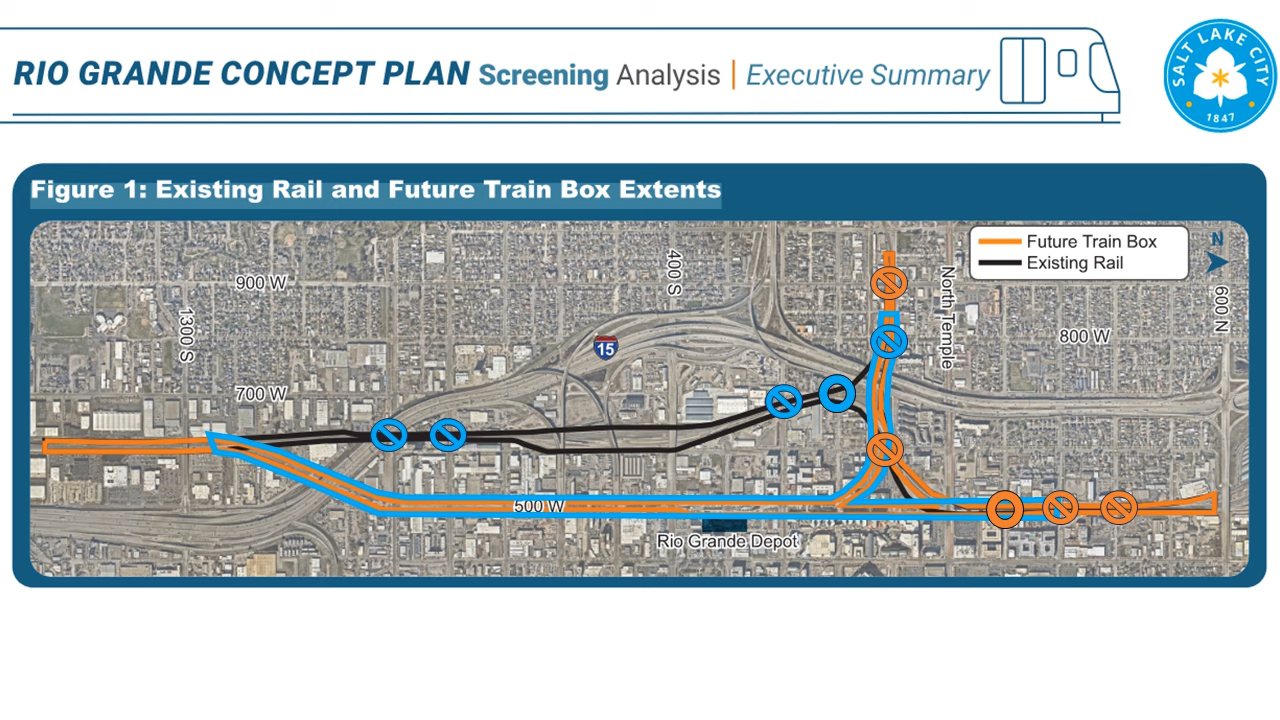 RIO GRANDE CONCEPT PLAN Screening Analysis | Executive Summary
SALT LAKE CITY
1847
Figure 1: Existing Rail and Future Train Box Extents
Future Train Box
Existing Rail
N
900 W
1300 S
400 S
North Temple
600 N
800 W
15
700 W
500 W
Rio Grande Depot